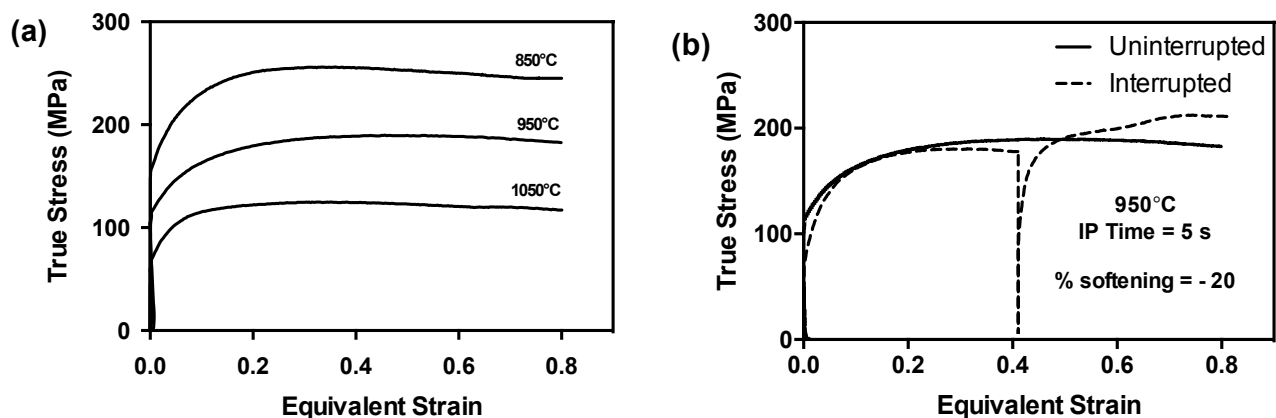 (a)
True Stress (MPa)
300
200
100
0
850°C
950°C
1050°C
0.0 0.2 0.4 0.6 0.8
Equivalent Strain
(b)
True Stress (MPa)
300
200
100
0
Uninterrupted
Interrupted
950°C
IP Time = 5 s
% softening = - 20
0.0 0.2 0.4 0.6 0.8
Equivalent Strain